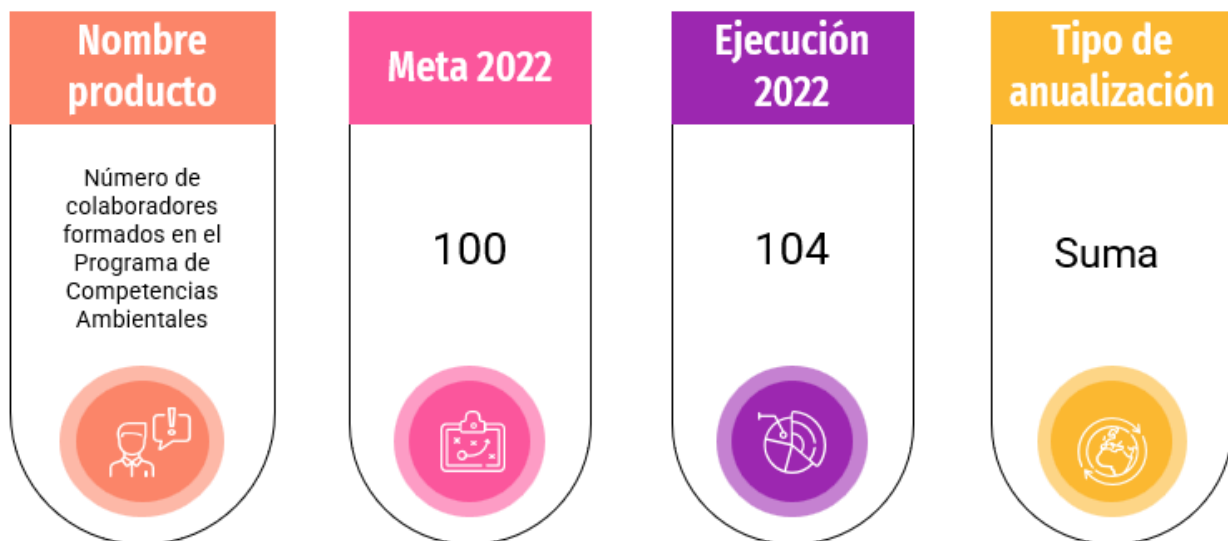 Nombre
producto
Número de
colaboradores
formados en el
Programa de
Competencias
Ambientales
Meta 2022
100
Ejecución
2022
104
Tipo de
anualización
Suma